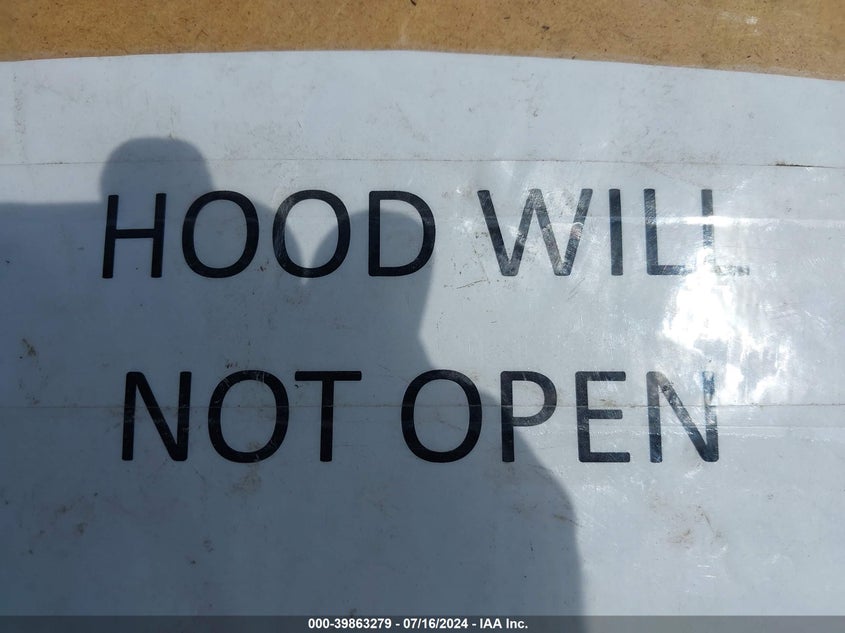 HOOD WILL
NOT OPEN
000-39863279 - 07/16/2024 - IAA Inc.